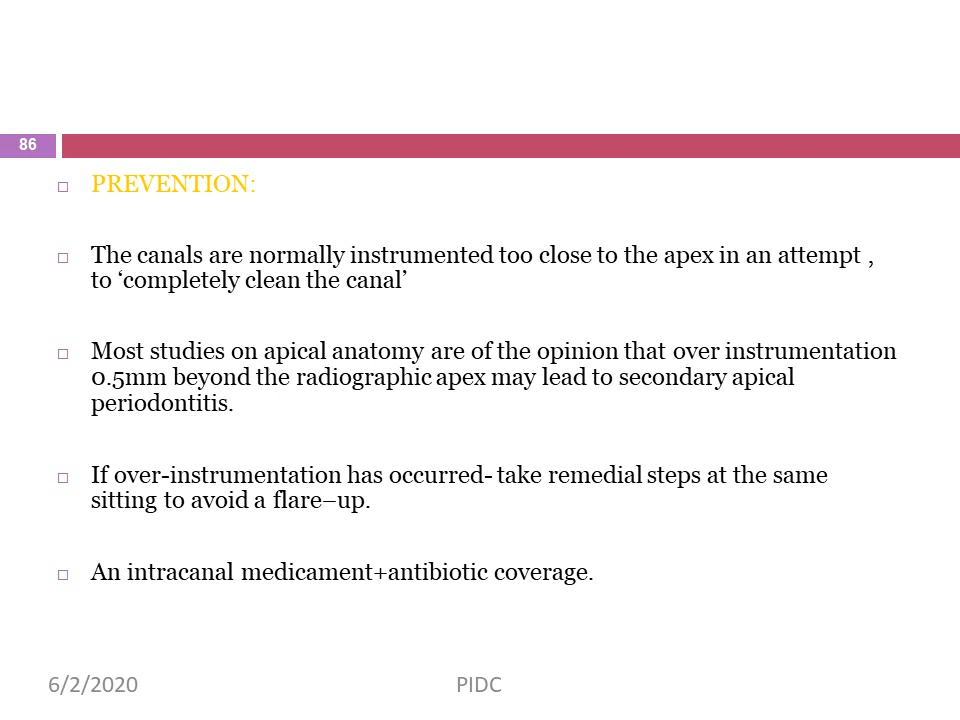 86
PREVENTION:
The canals are normally instrumented too close to the apex in an attempt ,
to ‘completely clean the canal’
Most studies on apical anatomy are of the opinion that over instrumentation
0.5mm beyond the radiographic apex may lead to secondary apical
periodontitis.
If over-instrumentation has occurred- take remedial steps at the same
sitting to avoid a flare–up.
An intracanal medicament+antibiotic coverage.
6/2/2020
PIDC